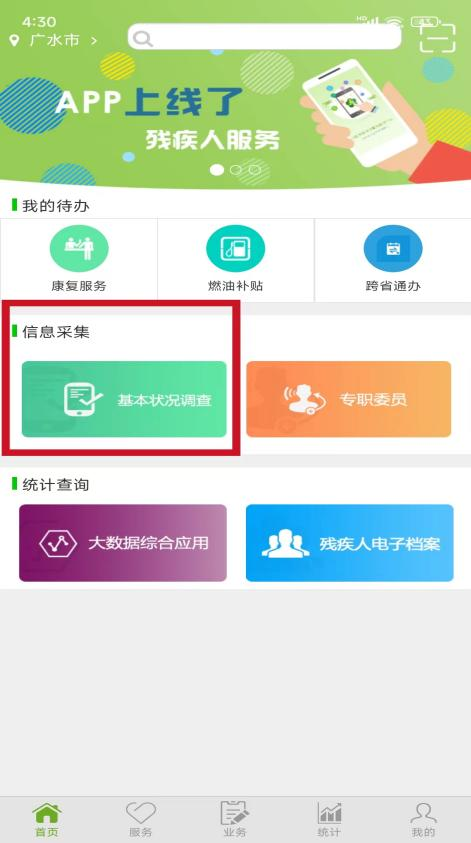 4:30
广水市 >
APP上线了
残疾人服务
我的待办
康复服务
燃油补贴
跨省通办
信息采集
基本状况调查
专职委员
统计查询
大数据综合应用
残疾人电子档案
首页
服务
业务
统计
我的